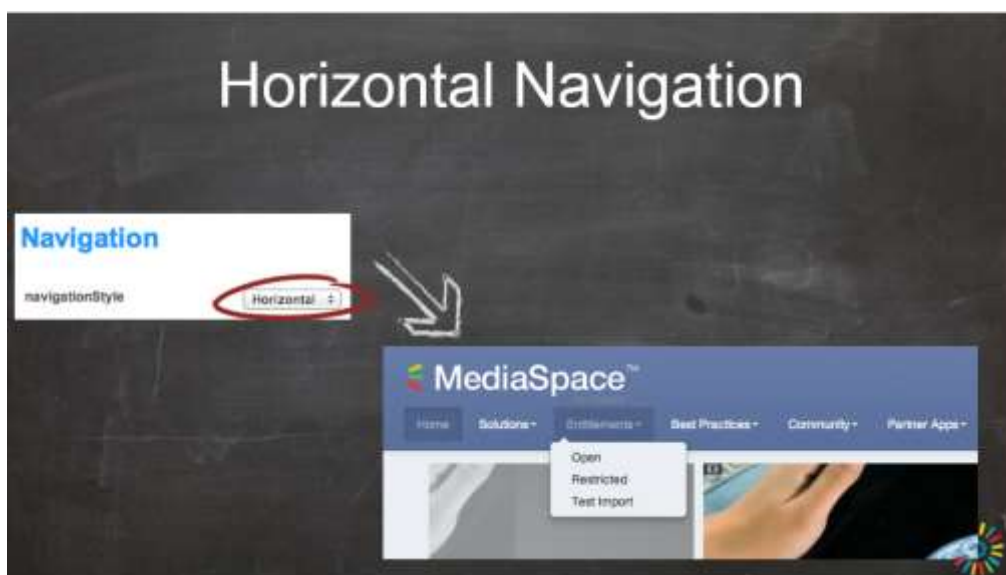 Horizontal Navigation
Navigation
navigationStyle
Horizontal
MediaSpace™
Home Solutions Entitlements Best Practices Community Partner Apps
Open
Restricted
Test Import